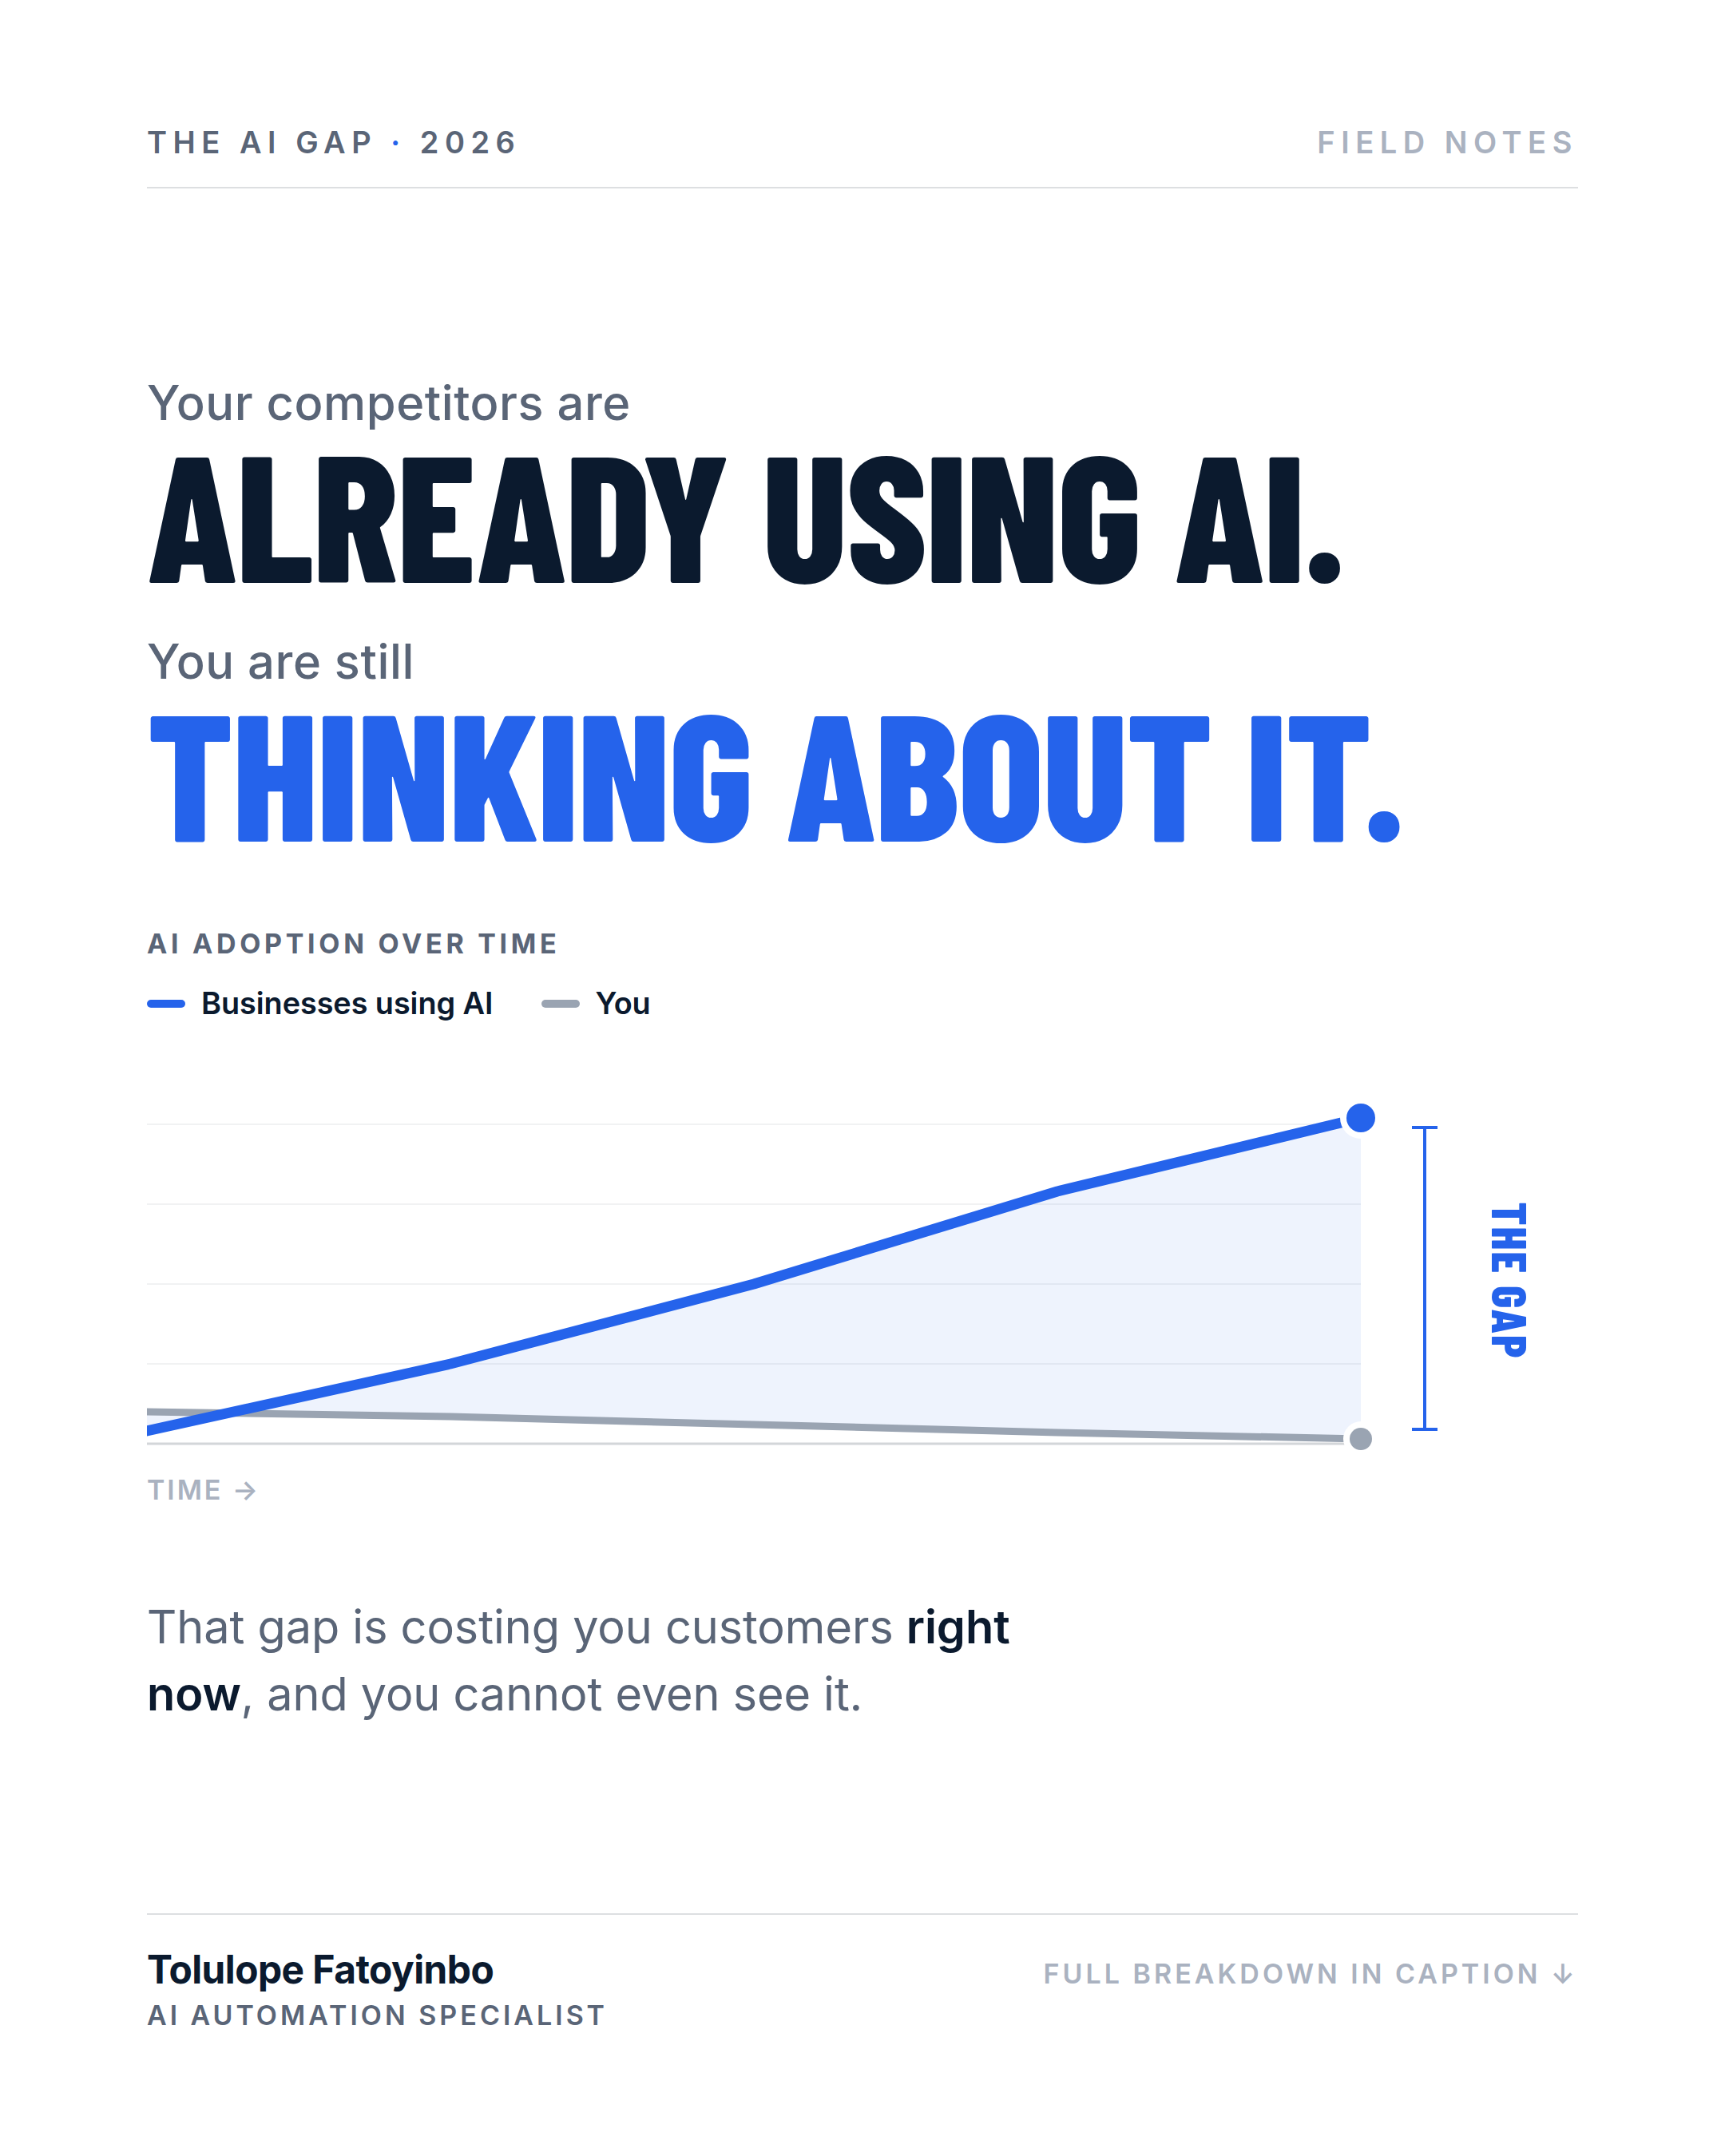 THE AI GAP · 2026
FIELD NOTES
Your competitors are
ALREADY USING AI.
You are still
THINKING ABOUT IT.
AI ADOPTION OVER TIME
Businesses using AI
You
THE GAP
TIME →
That gap is costing you customers right
now, and you cannot even see it.
Tolulope Fatoyinbo
AI AUTOMATION SPECIALIST
FULL BREAKDOWN IN CAPTION ↓